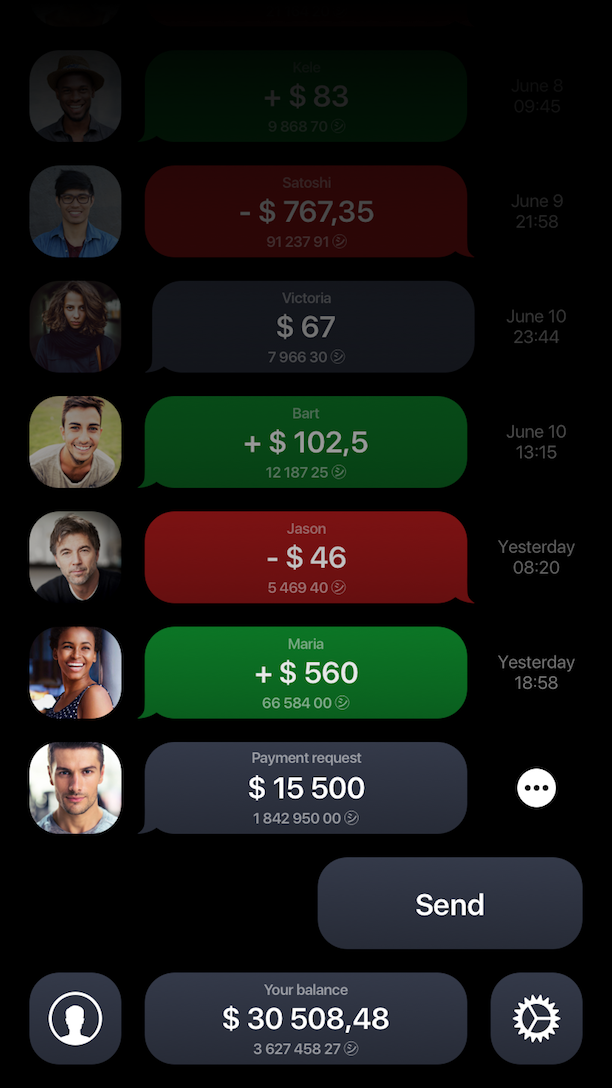 Kele
+ $ 83
9 868 70
June 8
09:45
Satoshi
- $ 767,35
91 237 91
June 9
21:58
Victoria
$ 67
7 966 30
June 10
23:44
Bart
+ $ 102,5
12 187 25
June 10
13:15
Jason
- $ 46
5 469 40
Yesterday
08:20
Maria
+ $ 560
66 584 00
Yesterday
18:58
Payment request
$ 15 500
1 842 950 00
Send
Your balance
$ 30 508,48
3 627 458 27